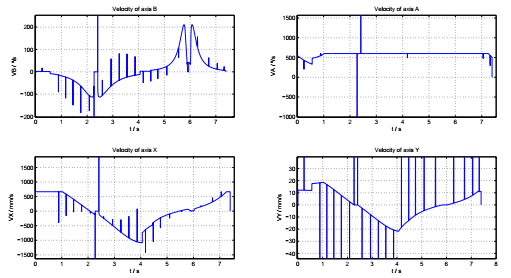 Velocity of axis B
VB / °/s
200
100
0
-100
-200
0 1 2 3 4 5 6 7
t / s
Velocity of axis A
VA / °/s
1500
1000
500
0
-500
-1000
0 1 2 3 4 5 6 7
t / s
Velocity of axis X
VX / mm/s
1500
1000
500
0
-500
-1000
-1500
0 1 2 3 4 5 6 7
t / s
Velocity of axis Y
VY / mm/s
30
20
10
0
-10
-20
-30
-40
0 1 2 3 4 5 6 7 8
t / s